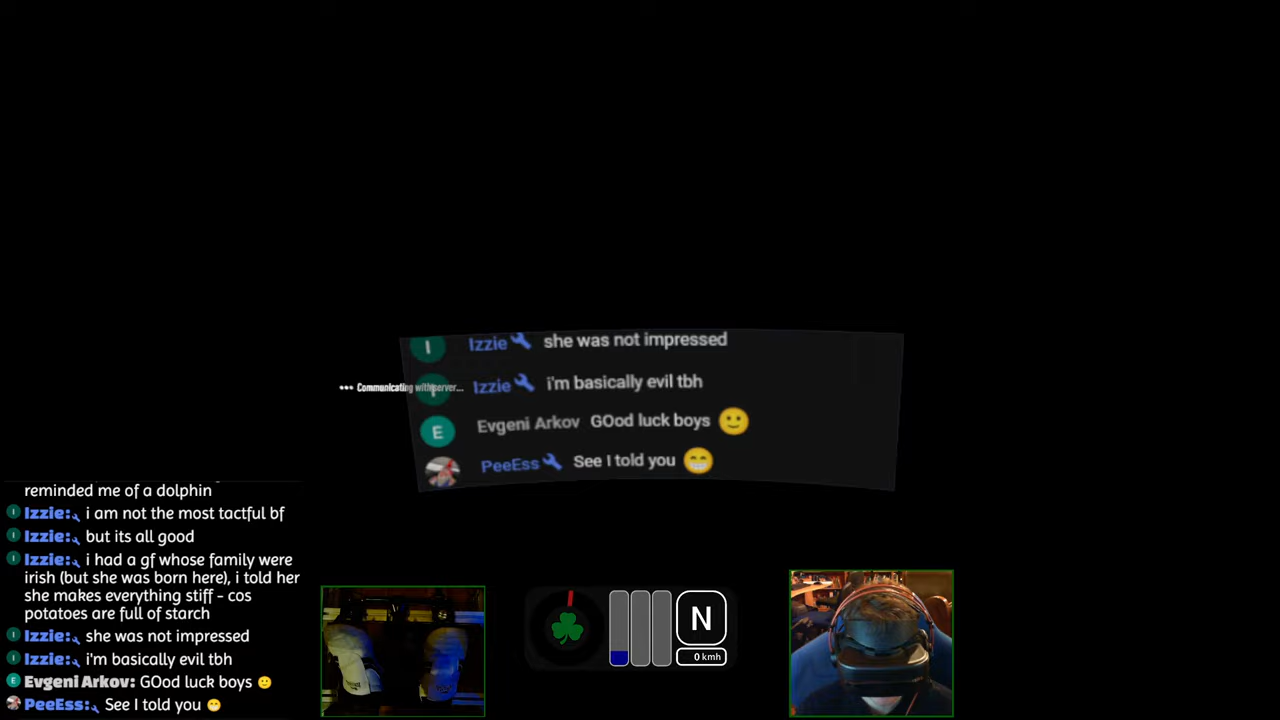 I Izzie she was not impressed
Communicating with server...
I Izzie i'm basically evil tbh
E Evgeni Arkov GOod luck boys 🙂
PeeEss See I told you 😁
reminded me of a dolphin
I Izzie: i am not the most tactful bf
I Izzie: but its all good
I Izzie: i had a gf whose family were
irish (but she was born here), i told her
she makes everything stiff - cos
potatoes are full of starch
I Izzie: she was not impressed
I Izzie: i'm basically evil tbh
E Evgeni Arkov: GOod luck boys 🙂
PeeEss: See I told you 😁
N
0 kmh